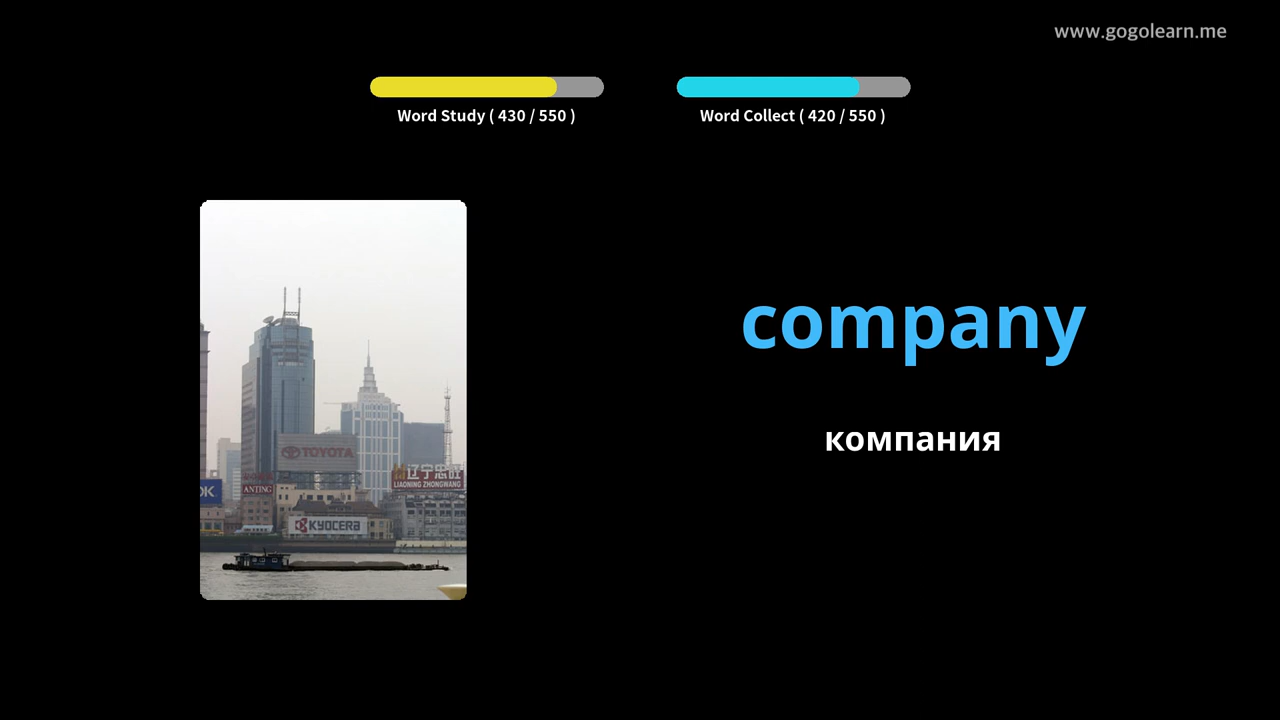 www.gogolearn.me
Word Study ( 430 / 550 )
Word Collect ( 420 / 550 )
company
компания
TOYOTA
辽宁忠旺
LIAONING ZHONGWANG
OK
ANTING
KYOCERA